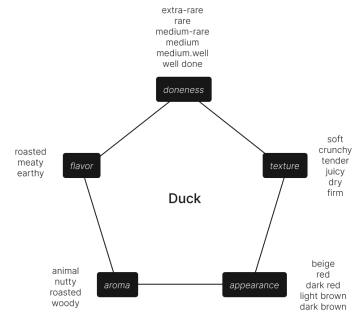 extra-rare
rare
medium-rare
medium
medium.well
well done
doneness
roasted
meaty
earthy
flavor
texture
soft
crunchy
tender
juicy
dry
firm
Duck
animal
nutty
roasted
woody
aroma
appearance
beige
red
dark red
light brown
dark brown